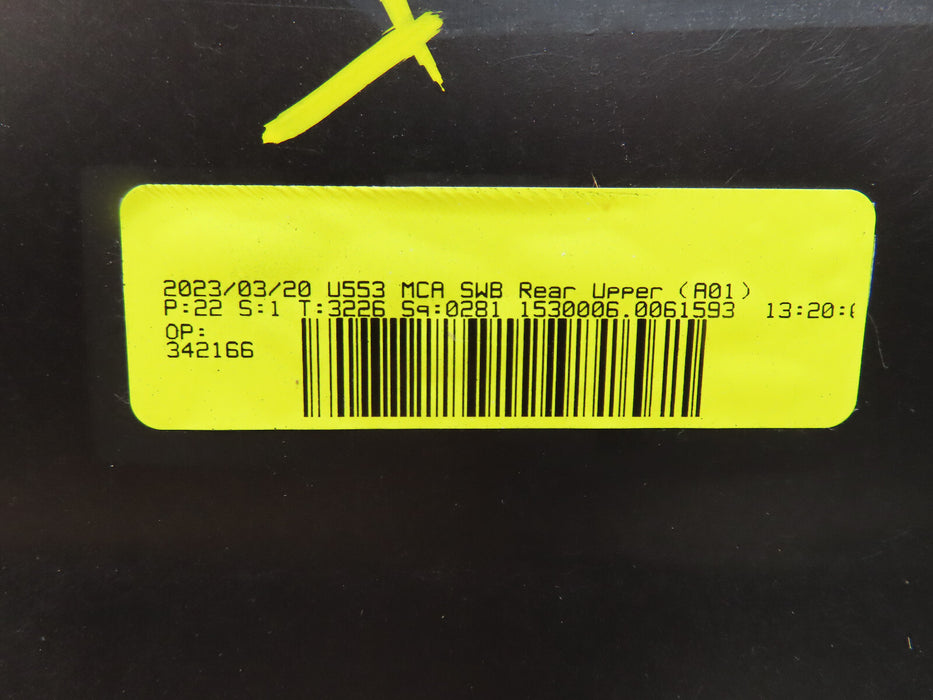 2023/03/20 U553 MCA SWB Rear Upper (A01)
P:22 S:1 T:3226 Sq:0281 1530006.0061593 13:20:
OP:
342166